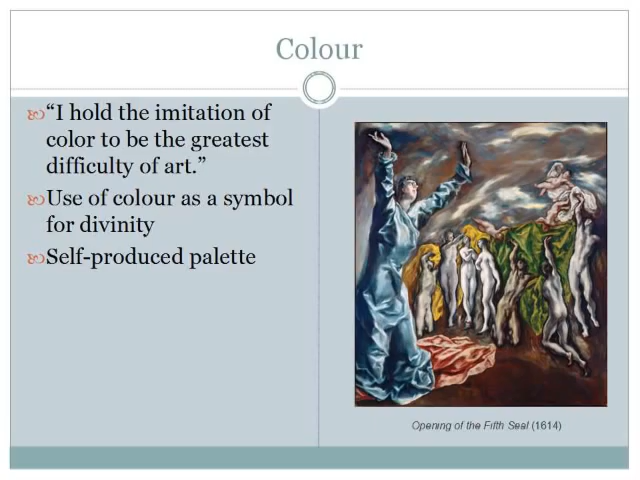 Colour
“I hold the imitation of
color to be the greatest
difficulty of art.”
Use of colour as a symbol
for divinity
Self-produced palette
Opening of the Fifth Seal (1614)